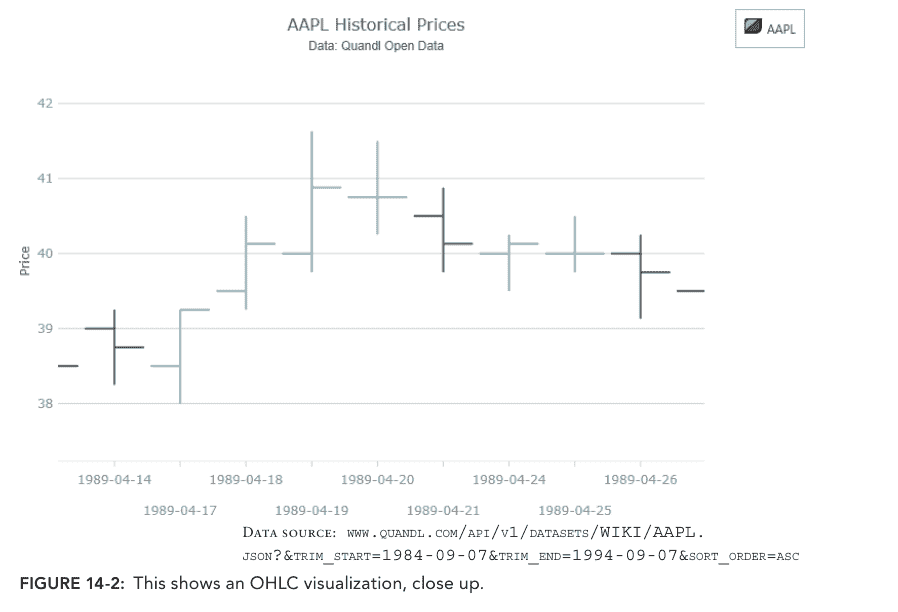 AAPL Historical Prices
Data: Quandl Open Data
AAPL
42
41
40
39
38
Price
1989-04-14
1989-04-18
1989-04-20
1989-04-24
1989-04-26
1989-04-17
1989-04-19
1989-04-21
1989-04-25
Data source: www.quandl.com/api/v1/datasets/WIKI/AAPL.
json?&trim_start=1984-09-07&trim_end=1994-09-07&sort_order=asc
FIGURE 14-2: This shows an OHLC visualization, close up.